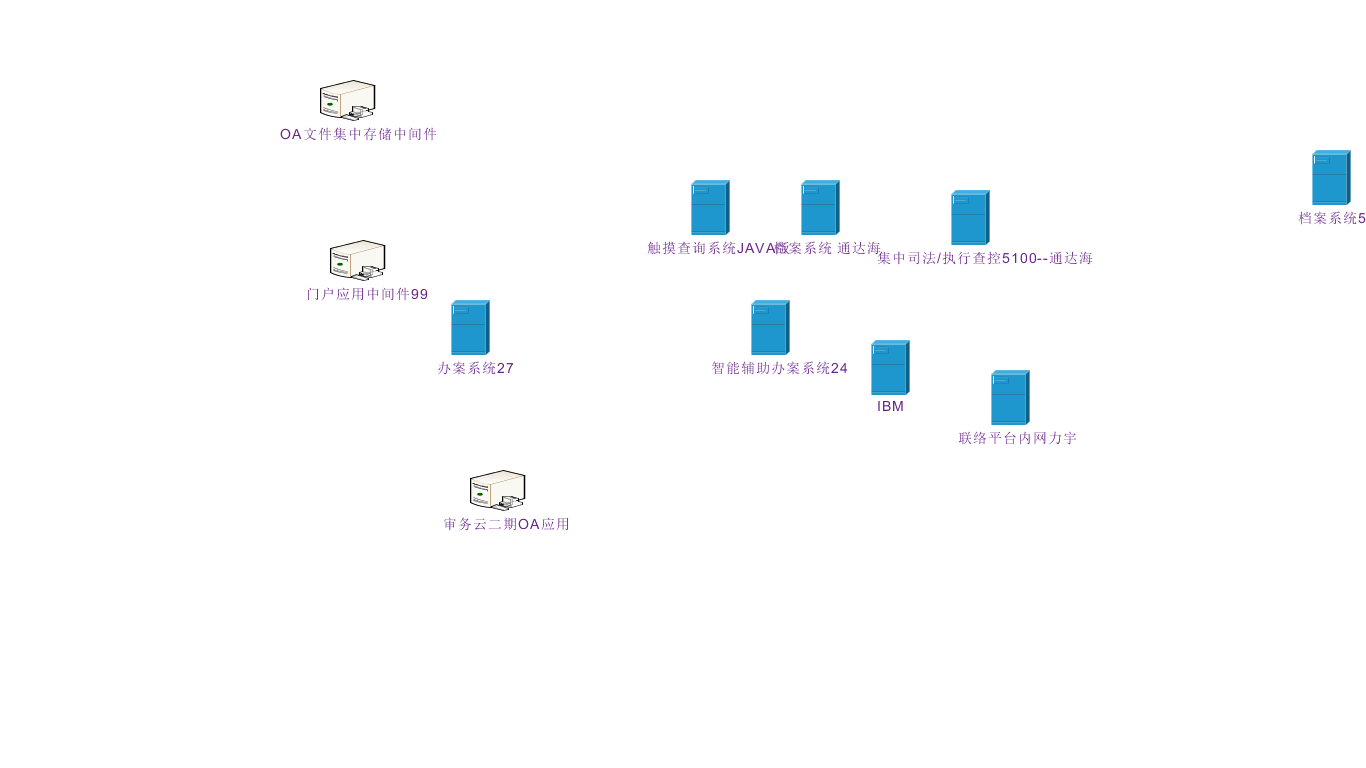 OA文件集中存储中间件
档案系统5
触摸查询系统JAVA版
档案系统 通达海
集中司法/执行查控5100--通达海
门户应用中间件99
办案系统27
智能辅助办案系统24
IBM
联络平台内网力宇
审务云二期OA应用